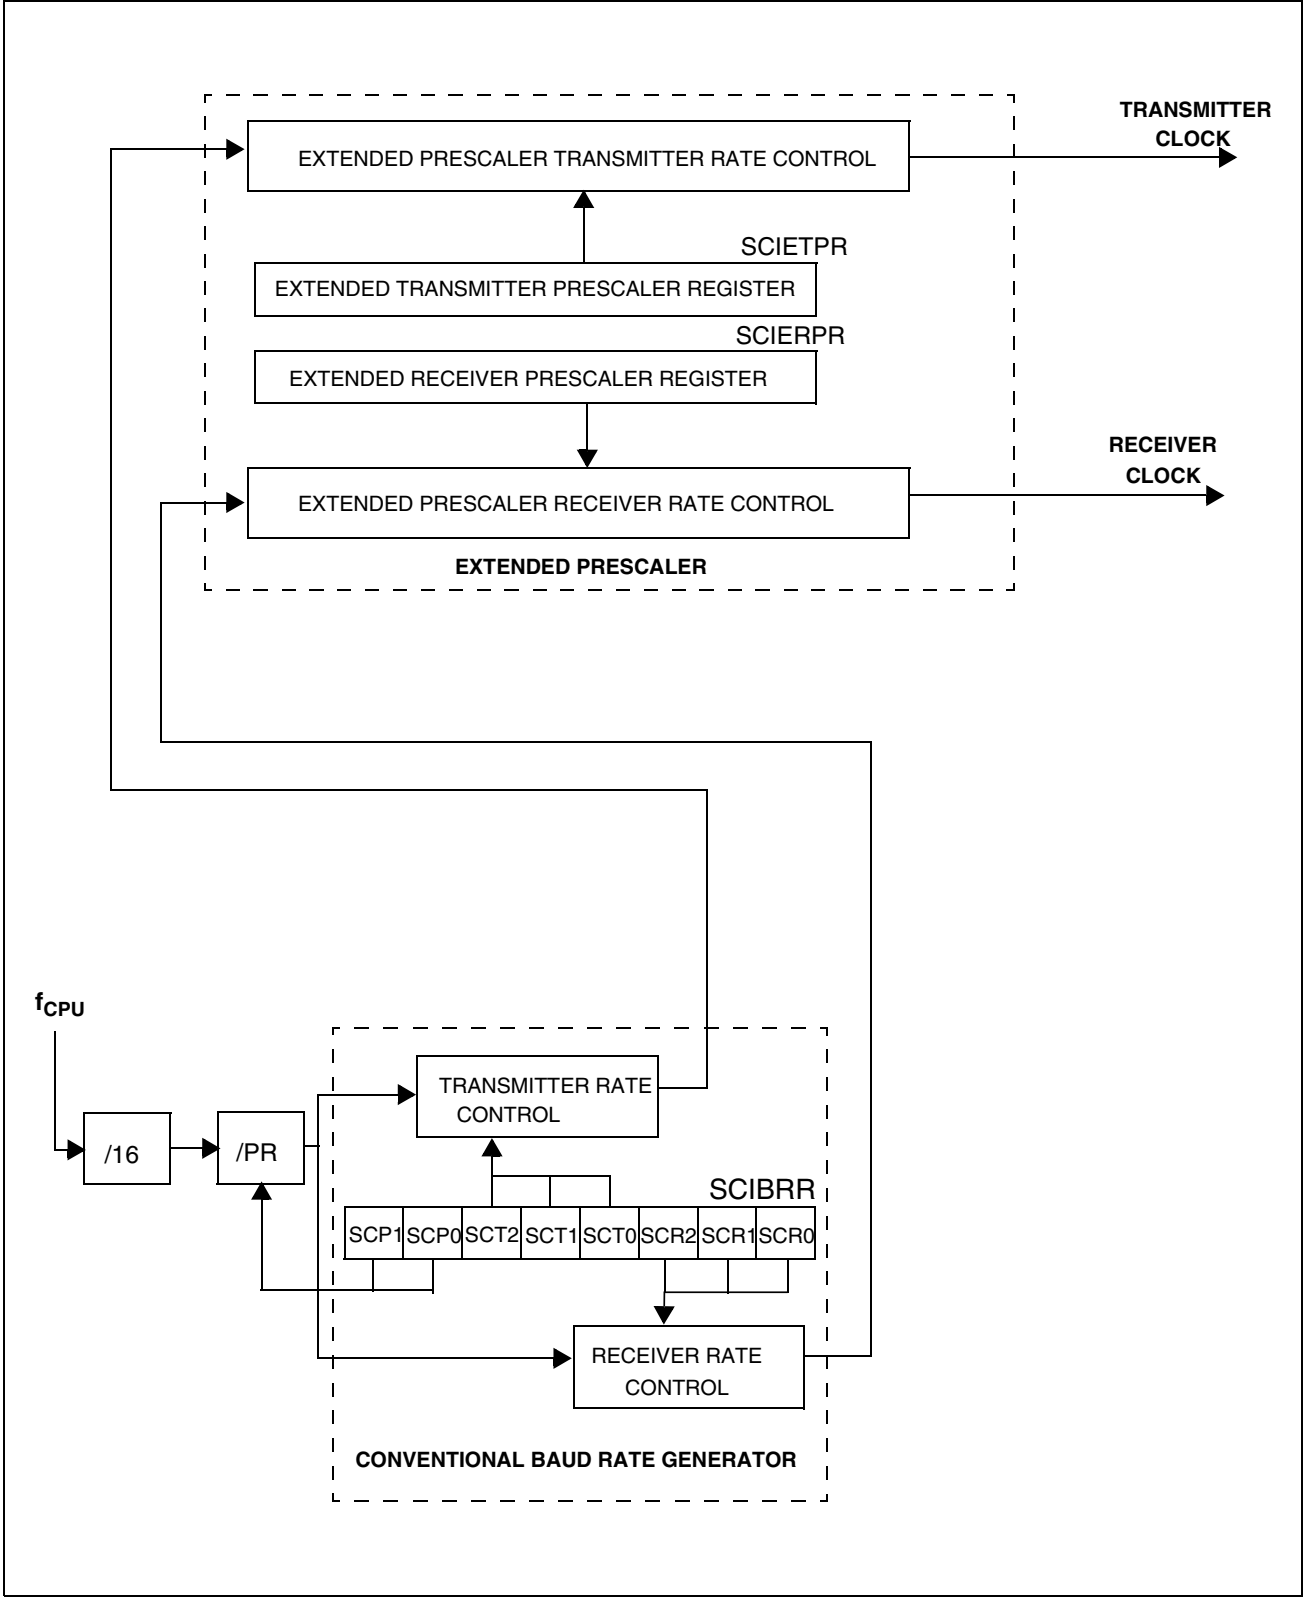 TRANSMITTER
CLOCK
EXTENDED PRESCALER TRANSMITTER RATE CONTROL
SCIETPR
EXTENDED TRANSMITTER PRESCALER REGISTER
SCIERPR
EXTENDED RECEIVER PRESCALER REGISTER
RECEIVER
CLOCK
EXTENDED PRESCALER RECEIVER RATE CONTROL
EXTENDED PRESCALER
fCPU
TRANSMITTER RATE
CONTROL
/16
/PR
SCIBRR
SCP1 SCP0 SCT2 SCT1 SCT0 SCR2 SCR1 SCR0
RECEIVER RATE
CONTROL
CONVENTIONAL BAUD RATE GENERATOR